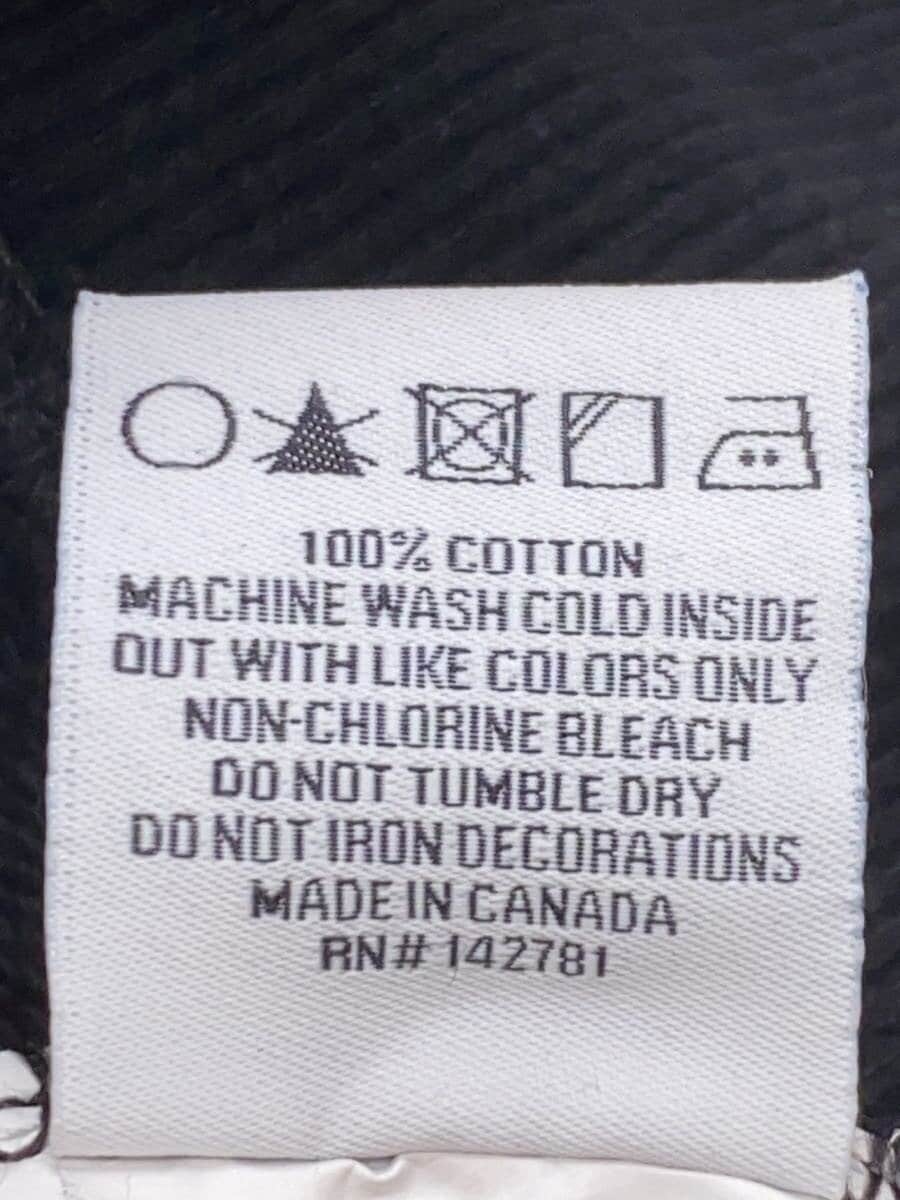 100% COTTON
MACHINE WASH COLD INSIDE
OUT WITH LIKE COLORS ONLY
NON-CHLORINE BLEACH
DO NOT TUMBLE DRY
DO NOT IRON DECORATIONS
MADE IN CANADA
RN# 142781